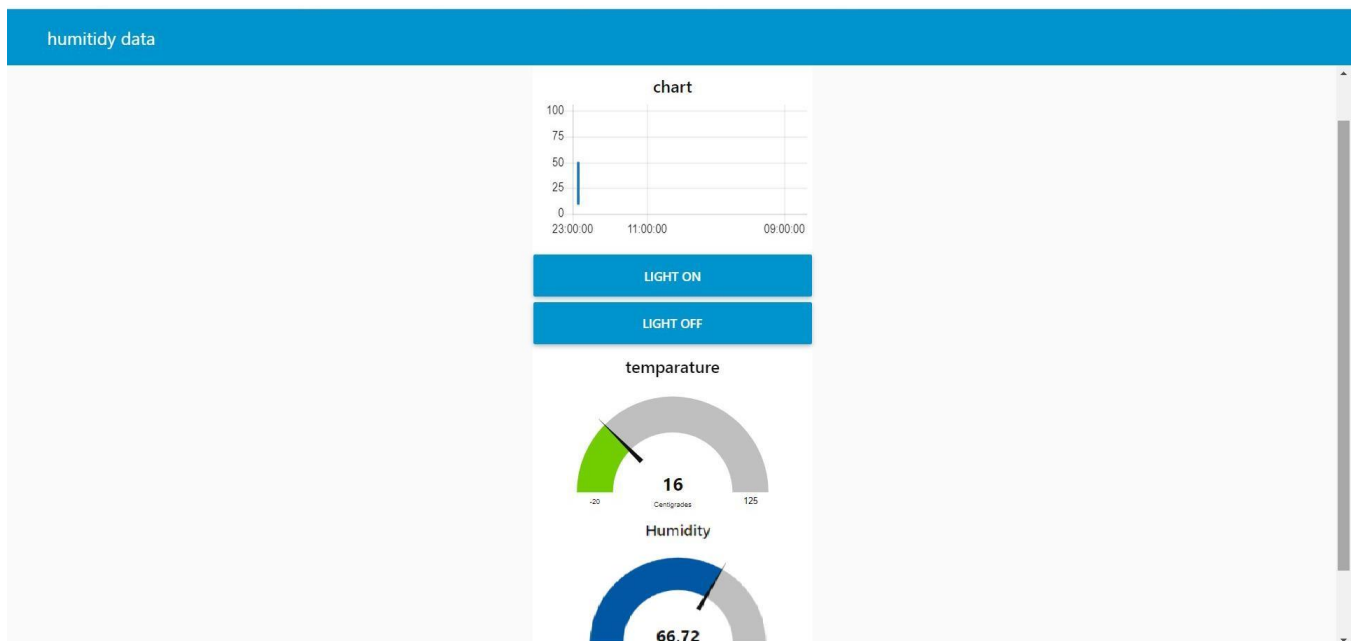 humitidy data
chart
100
75
50
25
0
23:00:00 11:00:00 09:00:00
LIGHT ON
LIGHT OFF
temparature
16
-20 Centigrades 125
Humidity
66.72